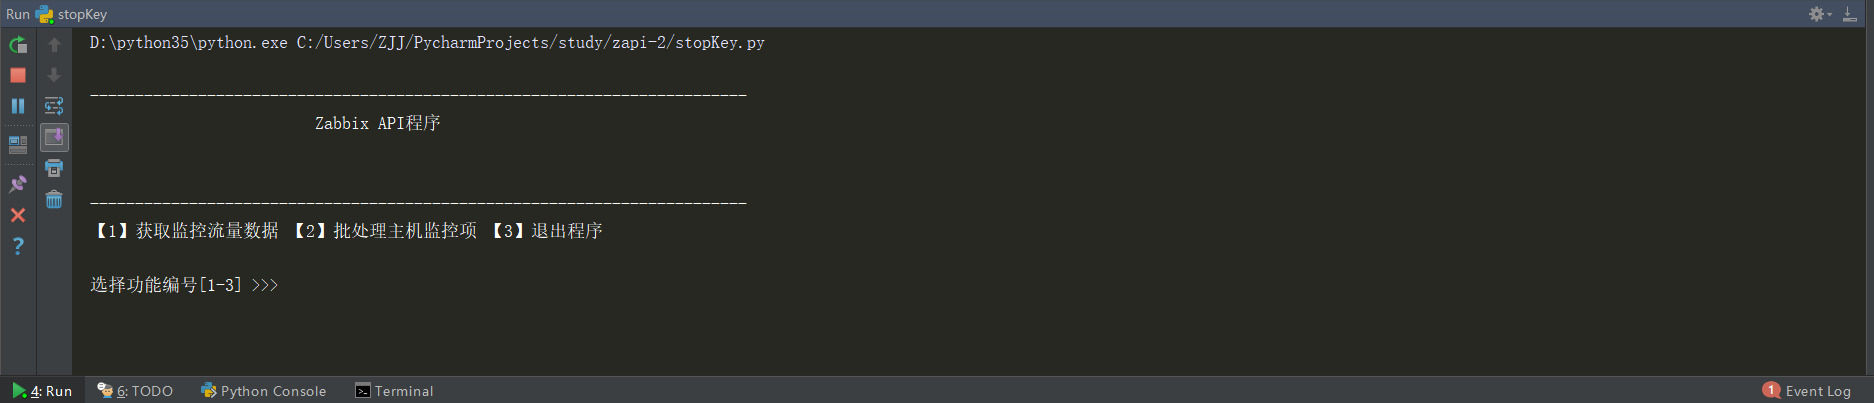 Run stopKey
D:\python35\python.exe C:/Users/ZJJ/PycharmProjects/study/zapi-2/stopKey.py
-------------------------------------------------------------------------
Zabbix API程序
-------------------------------------------------------------------------
【1】获取监控流量数据 【2】批处理主机监控项 【3】退出程序
选择功能编号[1-3] >>>
4: Run 6: TODO Python Console Terminal 1 Event Log